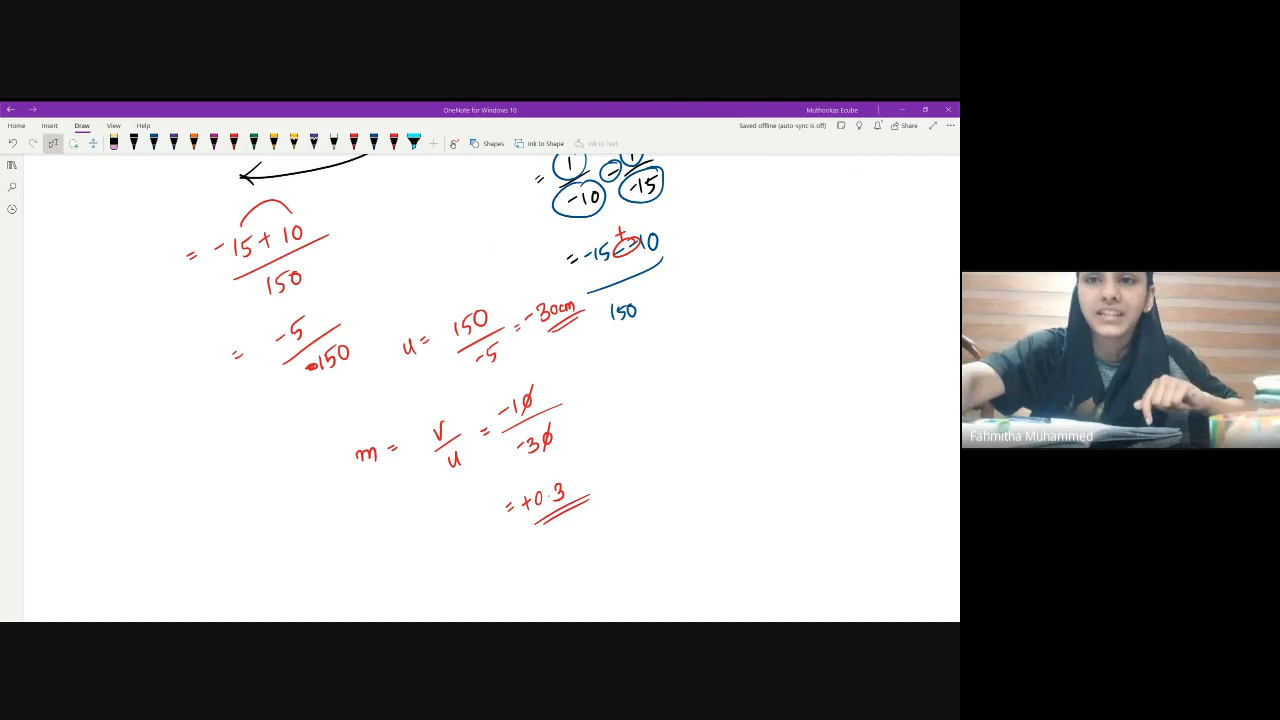 OneNote for Windows 10
Muthookas Ecube
Home Insert Draw View Help
Saved offline (auto-sync is off)
Share
Shapes
Ink to Shape
Ink to Text
= 1/-10 - 1/-15
= -15 + 10 / 150
= -15 - -10 / 150
+
= -5 / 150
u = 150 / -5 = -30cm
m = v / u = -10 / -30
= +0.3
Fahmitha Muhammed